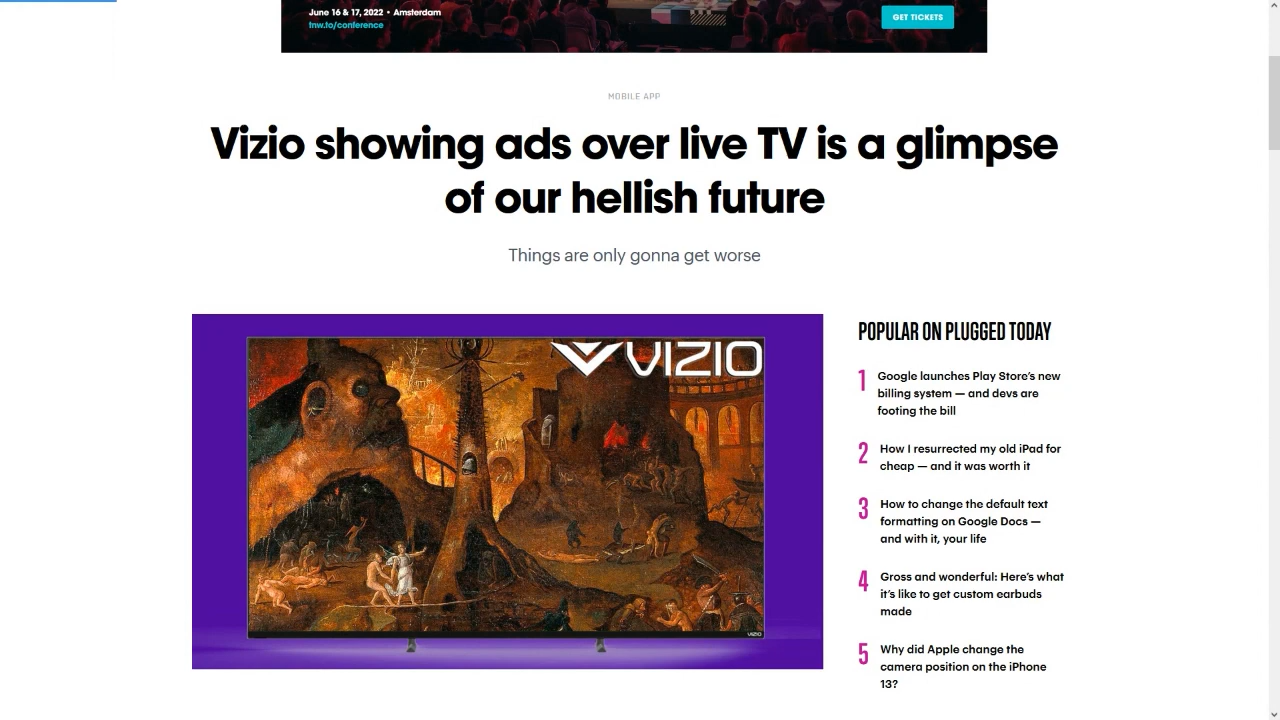 June 16 & 17, 2022 • Amsterdam
tnw.to/conference
GET TICKETS
MOBILE APP
Vizio showing ads over live TV is a glimpse
of our hellish future
Things are only gonna get worse
VIZIO
VIZIO
POPULAR ON PLUGGED TODAY
1
Google launches Play Store's new
billing system — and devs are
footing the bill
2
How I resurrected my old iPad for
cheap — and it was worth it
3
How to change the default text
formatting on Google Docs —
and with it, your life
4
Gross and wonderful: Here's what
it's like to get custom earbuds
made
5
Why did Apple change the
camera position on the iPhone
13?